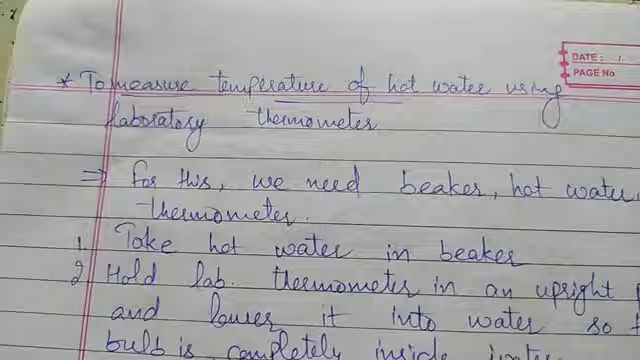 DATE: /
PAGE No
* To measure temperature of hot water using
laboratory thermometer.
⇒ for this, we need beaker, hot water,
thermometer.
1. Take hot water in beaker
2. Hold lab. thermometer in an upright
and lower it into water so
bulb is completely inside water